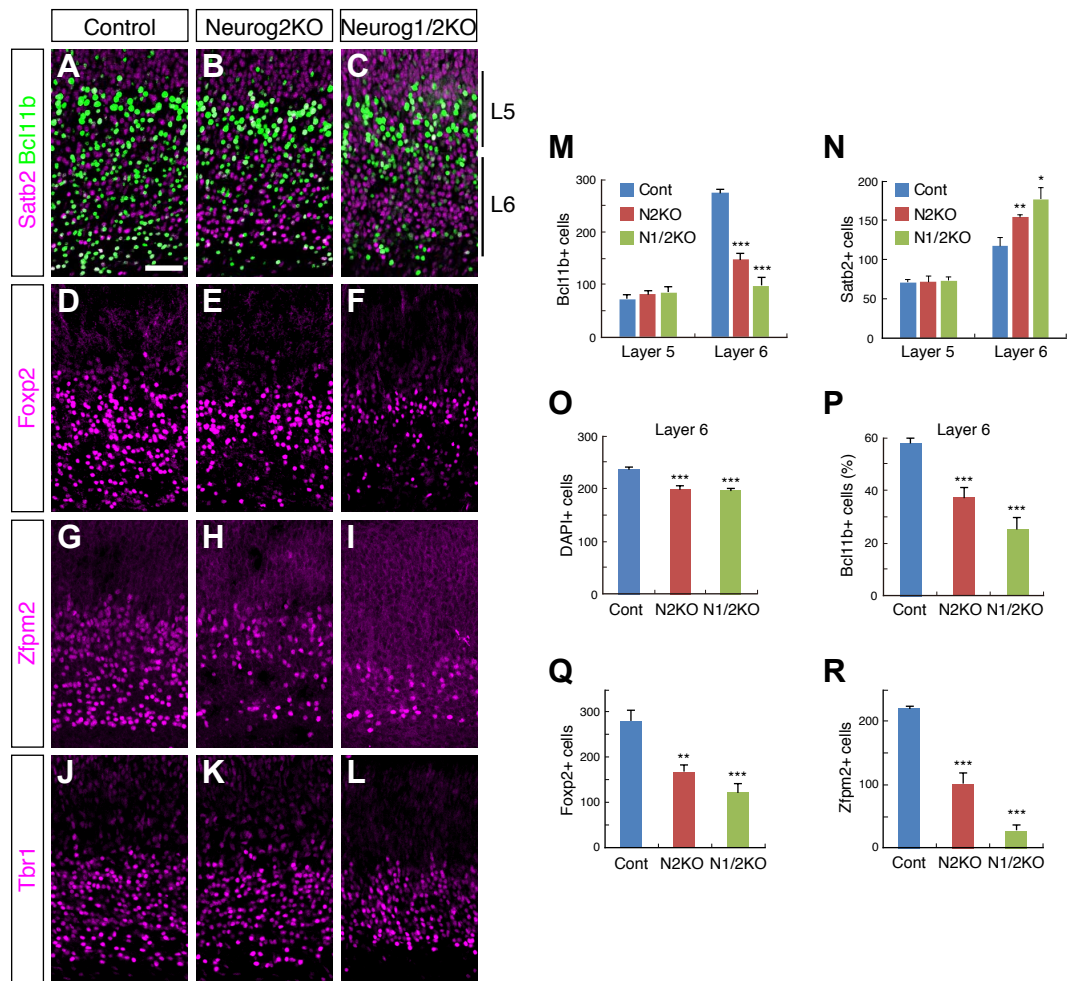 Control Neurog2KO Neurog1/2KO
Satb2 Bcl11b
A B C
L5
L6
Foxp2
D E F
Zfpm2
G H I
Tbr1
J K L
M
Bcl11b+ cells
300
200
100
0
Cont
N2KO
N1/2KO
*** ***
Layer 5 Layer 6
N
Satb2+ cells
200
150
100
50
0
Cont
N2KO
N1/2KO
** *
Layer 5 Layer 6
O
Layer 6
DAPI+ cells
300
200
100
0
*** ***
Cont N2KO N1/2KO
P
Layer 6
Bcl11b+ cells (%)
60
40
20
0
*** ***
Cont N2KO N1/2KO
Q
Foxp2+ cells
300
200
150
100
** ***
Cont N2KO N1/2KO
R
Zfpm2+ cells
200
100
0
*** ***
Cont N2KO N1/2KO